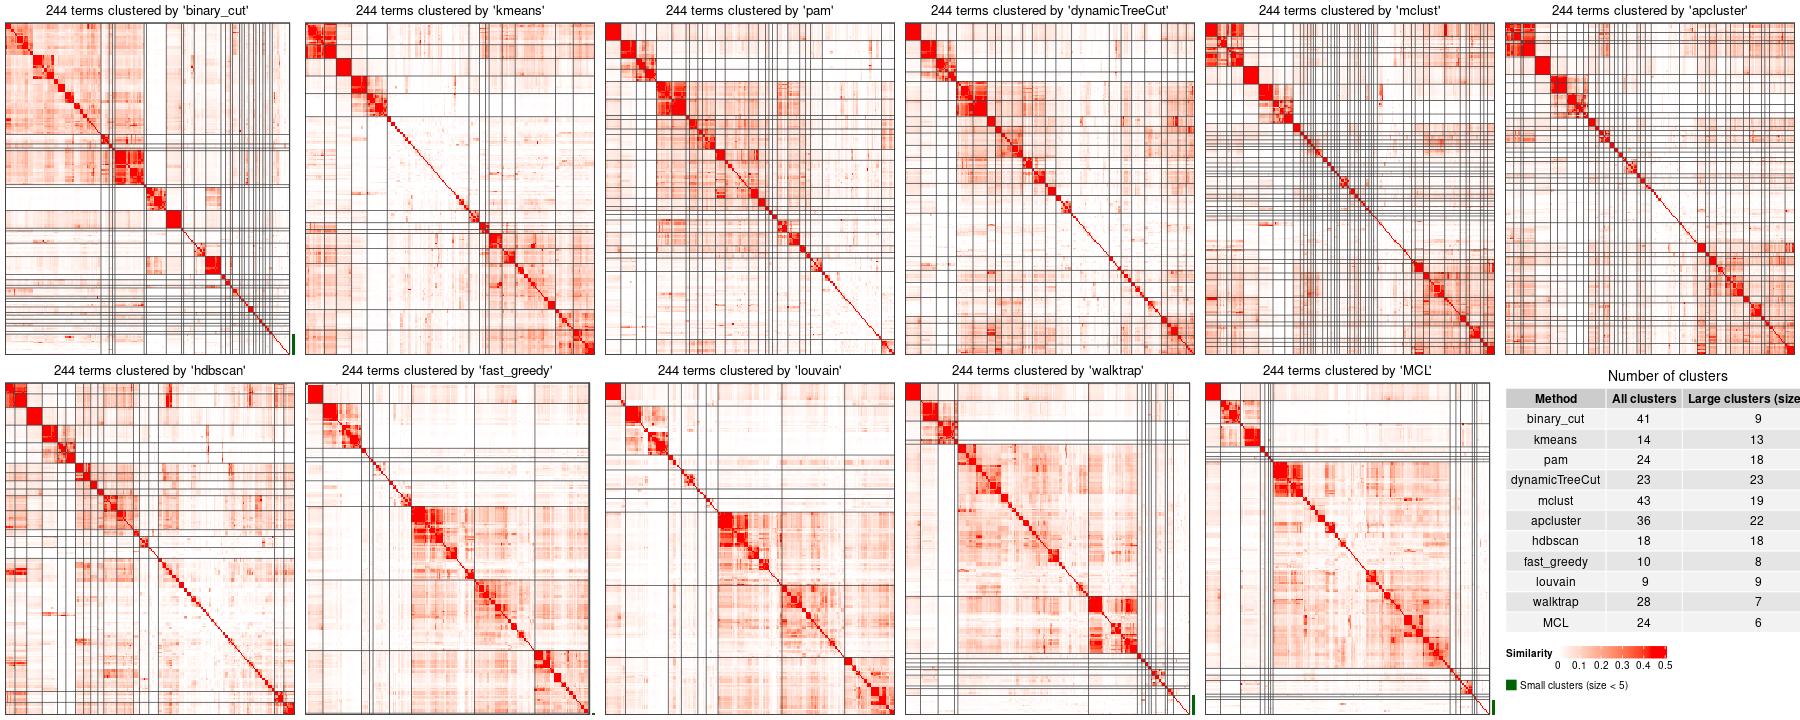 244 terms clustered by 'binary_cut'
244 terms clustered by 'kmeans'
244 terms clustered by 'pam'
244 terms clustered by 'dynamicTreeCut'
244 terms clustered by 'mclust'
244 terms clustered by 'apcluster'
244 terms clustered by 'hdbscan'
244 terms clustered by 'fast_greedy'
244 terms clustered by 'louvain'
244 terms clustered by 'walktrap'
244 terms clustered by 'MCL'
Number of clusters
Method All clusters Large clusters (size
binary_cut 41 9
kmeans 14 13
pam 24 18
dynamicTreeCut 23 23
mclust 43 19
apcluster 36 22
hdbscan 18 18
fast_greedy 10 8
louvain 9 9
walktrap 28 7
MCL 24 6
Similarity
0 0.1 0.2 0.3 0.4 0.5
Small clusters (size < 5)